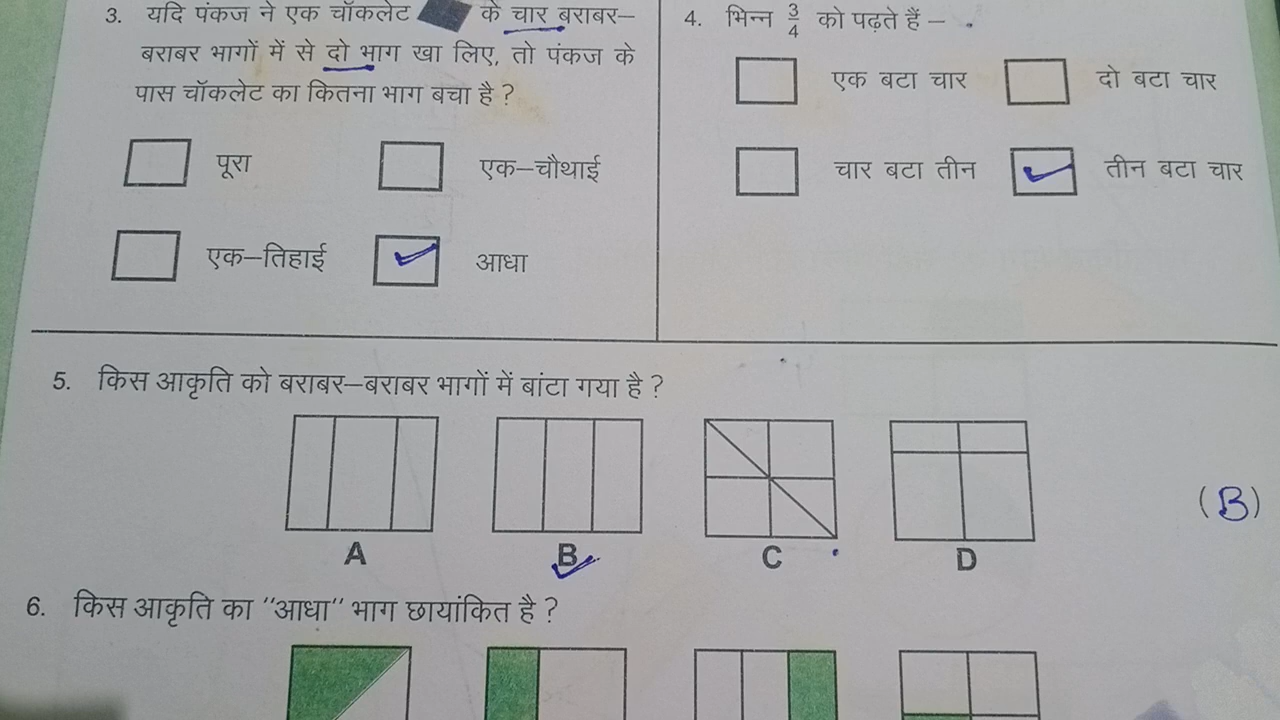 3. यदि पंकज ने एक चॉकलेट के चार बराबर–
बराबर भागों में से दो भाग खा लिए, तो पंकज के
पास चॉकलेट का कितना भाग बचा है ?
पूरा एक–चौथाई
एक–तिहाई आधा
4. भिन्न 3/4 को पढ़ते हैं –
एक बटा चार दो बटा चार
चार बटा तीन तीन बटा चार
5. किस आकृति को बराबर–बराबर भागों में बांटा गया है ?
(B)
A B C D
6. किस आकृति का "आधा" भाग छायांकित है ?